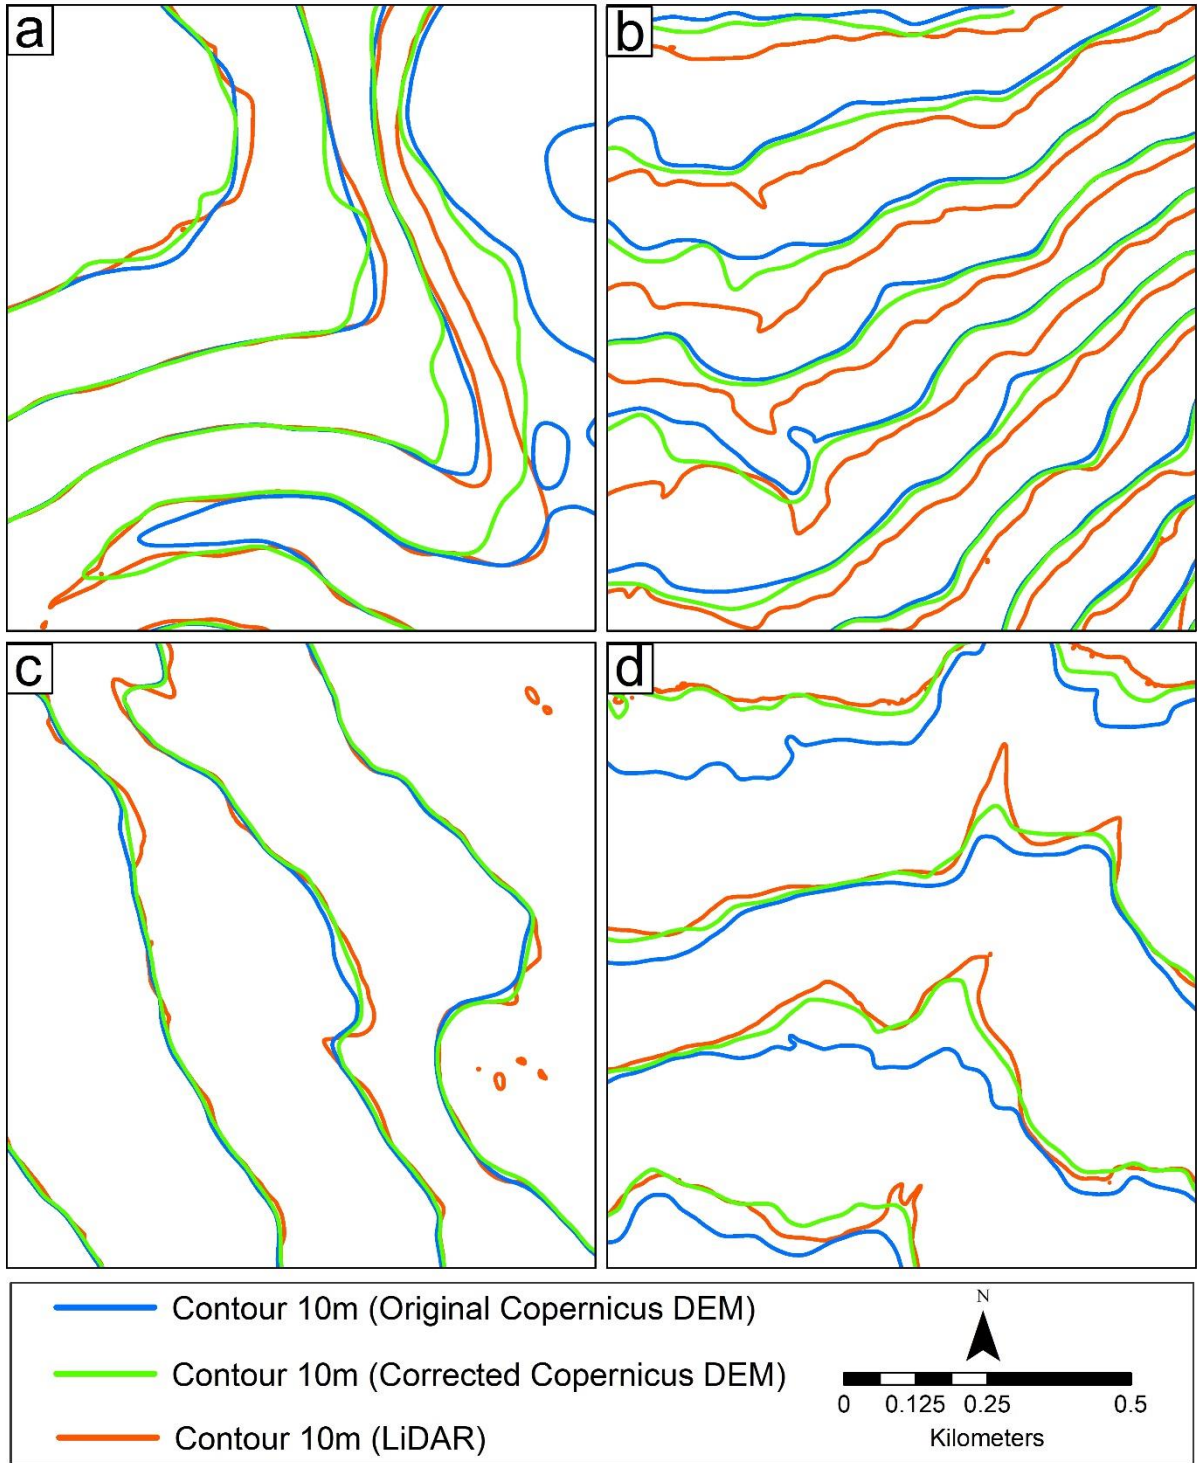 a
b
c
d
Contour 10m (Original Copernicus DEM)
Contour 10m (Corrected Copernicus DEM)
Contour 10m (LiDAR)
N
0 0.125 0.25 0.5
Kilometers